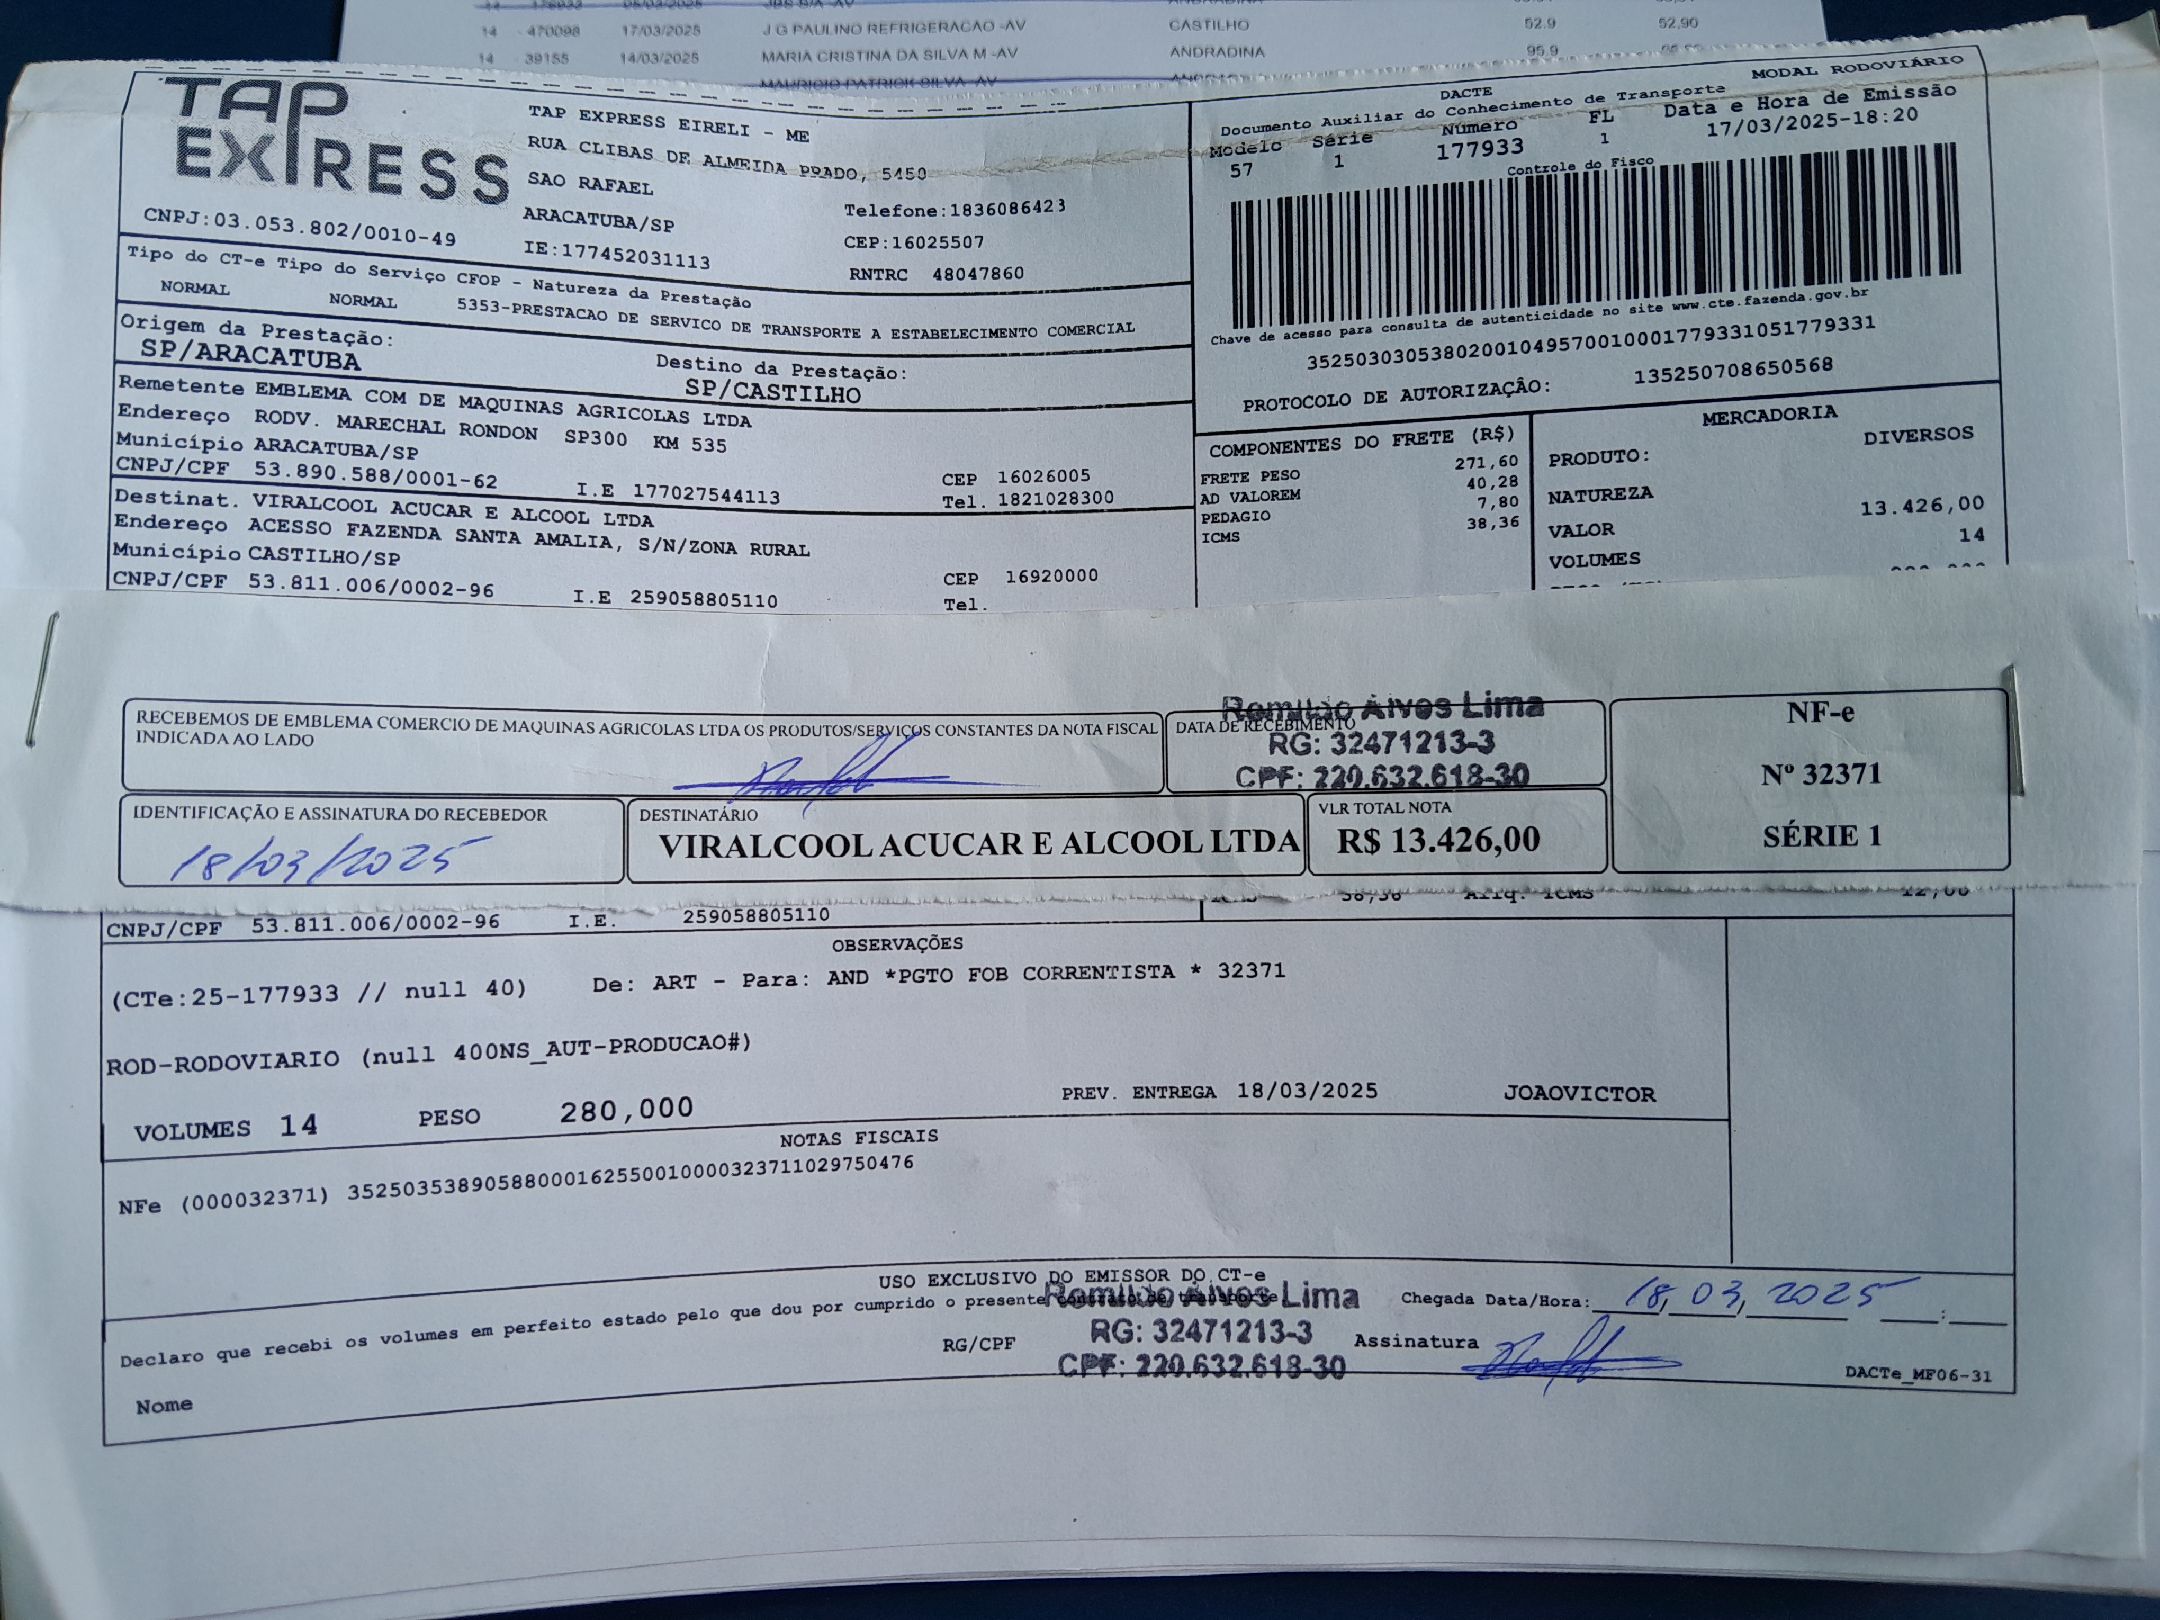 14 470098 17/03/2025 J G PAULINO REFRIGERACAO -AV CASTILHO 52.9 52,90
14 39155 14/03/2025 MARIA CRISTINA DA SILVA M -AV ANDRADINA 95.9
MAURICIO PATRICK SILVA -AV
TAP EXPRESS
TAP EXPRESS EIRELI - ME
RUA CLIBAS DE ALMEIDA PRADO, 5450
SAO RAFAEL
ARACATUBA/SP
IE:177452031113
CNPJ:03.053.802/0010-49
Telefone:1836086423
CEP:16025507
RNTRC 48047860
DACTE
MODAL RODOVIÁRIO
Documento Auxiliar do Conhecimento de Transporte
Modelo Série Número FL Data e Hora de Emissão
57 1 177933 1 17/03/2025-18:20
Controle do Fisco
Chave de acesso para consulta de autenticidade no site www.cte.fazenda.gov.br
35250303053802001049570010001779331051779331
PROTOCOLO DE AUTORIZAÇÃO: 135250708650568
Tipo do CT-e Tipo do Serviço CFOP - Natureza da Prestação
NORMAL NORMAL 5353-PRESTACAO DE SERVICO DE TRANSPORTE A ESTABELECIMENTO COMERCIAL
Origem da Prestação:
SP/ARACATUBA
Destino da Prestação:
SP/CASTILHO
Remetente EMBLEMA COM DE MAQUINAS AGRICOLAS LTDA
Endereço RODV. MARECHAL RONDON SP300 KM 535
Município ARACATUBA/SP CEP 16026005
CNPJ/CPF 53.890.588/0001-62 I.E 177027544113 Tel. 1821028300
Destinat. VIRALCOOL ACUCAR E ALCOOL LTDA
Endereço ACESSO FAZENDA SANTA AMALIA, S/N/ZONA RURAL
Município CASTILHO/SP CEP 16920000
CNPJ/CPF 53.811.006/0002-96 I.E 259058805110 Tel.
COMPONENTES DO FRETE (R$)
FRETE PESO 271,60
AD VALOREM 40,28
PEDAGIO 7,80
ICMS 38,36
MERCADORIA
PRODUTO: DIVERSOS
NATUREZA
VALOR 13.426,00
VOLUMES 14
RECEBEMOS DE EMBLEMA COMERCIO DE MAQUINAS AGRICOLAS LTDA OS PRODUTOS/SERVIÇOS CONSTANTES DA NOTA FISCAL
INDICADA AO LADO
DATA DE RECEBIMENTO
Romildo Alves Lima
RG: 32471213-3
CPF: 220.632.618-30
NF-e
Nº 32371
SÉRIE 1
IDENTIFICAÇÃO E ASSINATURA DO RECEBEDOR
18/03/2025
DESTINATÁRIO
VIRALCOOL ACUCAR E ALCOOL LTDA
VLR TOTAL NOTA
R$ 13.426,00
38,36 Aliq. ICMS 12,00
CNPJ/CPF 53.811.006/0002-96 I.E. 259058805110
OBSERVAÇÕES
(CTe:25-177933 // null 40) De: ART - Para: AND *PGTO FOB CORRENTISTA * 32371
ROD-RODOVIARIO (null 400NS_AUT-PRODUCAO#)
VOLUMES 14 PESO 280,000 PREV. ENTREGA 18/03/2025 JOAOVICTOR
NOTAS FISCAIS
NFe (000032371) 35250353890588000162550010000323711029750476
USO EXCLUSIVO DO EMISSOR DO CT-e
Declaro que recebi os volumes em perfeito estado pelo que dou por cumprido o presente contrato de transporte
Romildo Alves Lima
RG: 32471213-3
CPF: 220.632.618-30
Chegada Data/Hora: 18, 03, 2025 :
RG/CPF Assinatura
Nome
DACTe_MF06-31